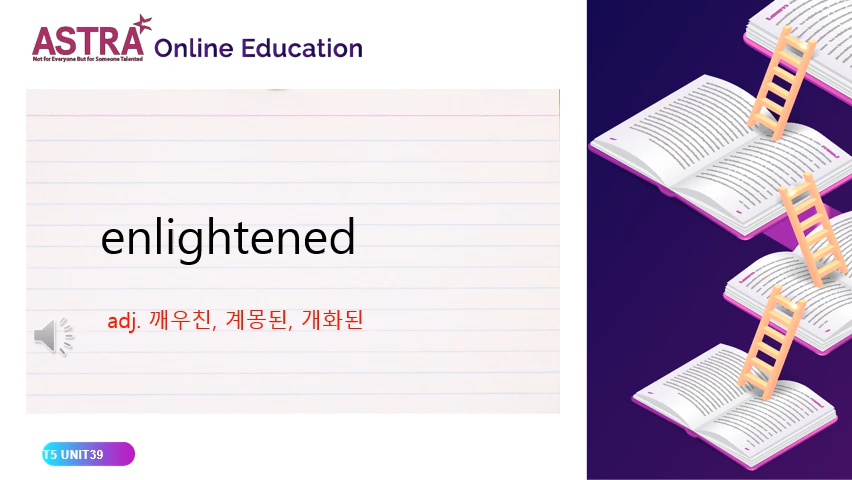 ASTRA
Not for Everyone But for Someone Talented
Online Education
enlightened
adj. 깨우친, 계몽된, 개화된
T5 UNIT39